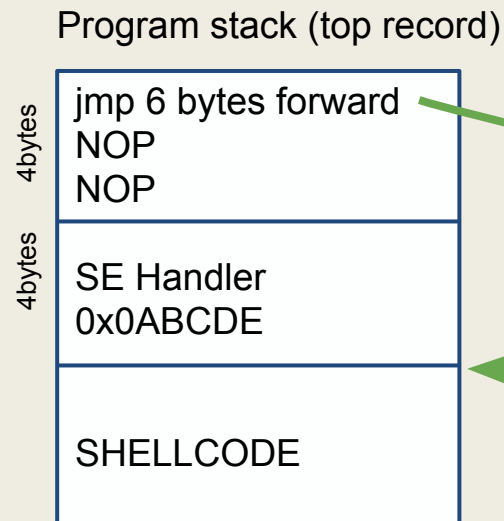 Program stack (top record)
4bytes
jmp 6 bytes forward
NOP
NOP
4bytes
SE Handler
0x0ABCDE
SHELLCODE